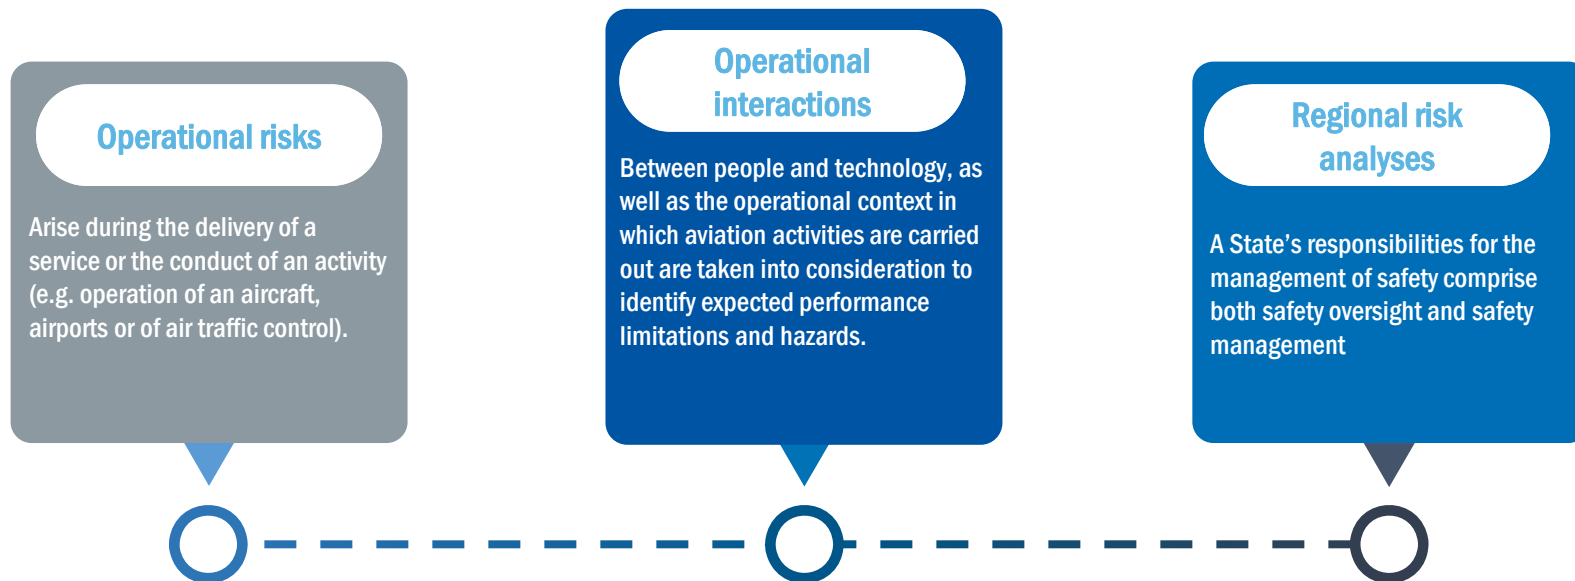 Operational risks
Arise during the delivery of a
service or the conduct of an activity
(e.g. operation of an aircraft,
airports or of air traffic control).
Operational
interactions
Between people and technology, as
well as the operational context in
which aviation activities are carried
out are taken into consideration to
identify expected performance
limitations and hazards.
Regional risk
analyses
A State’s responsibilities for the
management of safety comprise
both safety oversight and safety
management